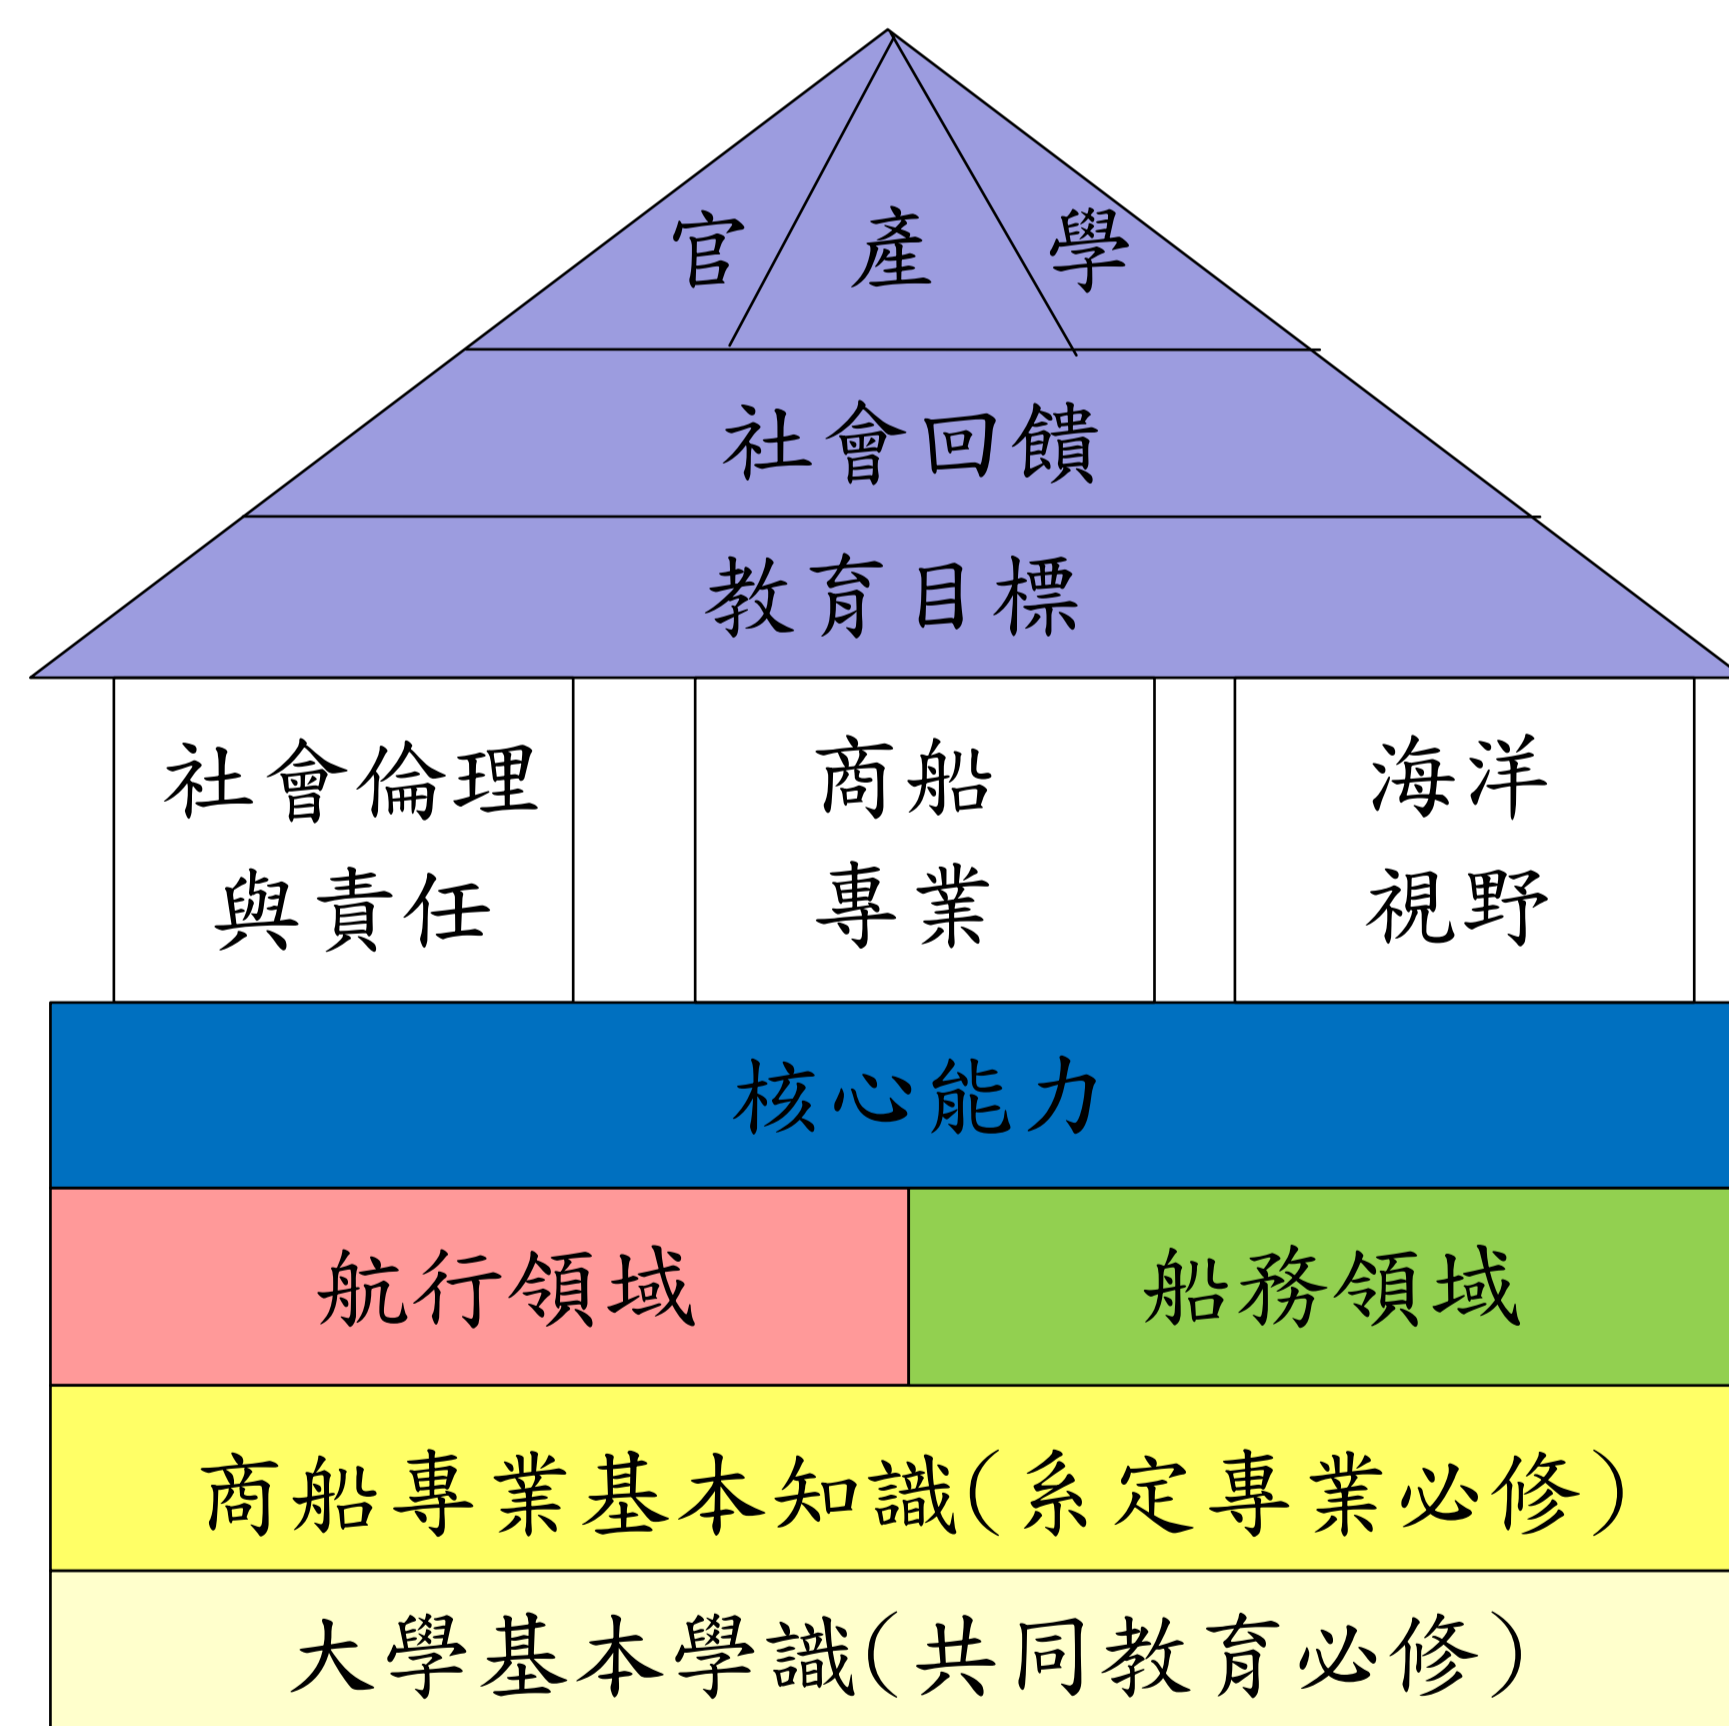 官 產 學
社會回饋
教育目標
社會倫理
與責任
商船
專業
海洋
視野
核心能力
航行領域
船務領域
商船專業基本知識(系定專業必修)
大學基本學識(共同教育必修)